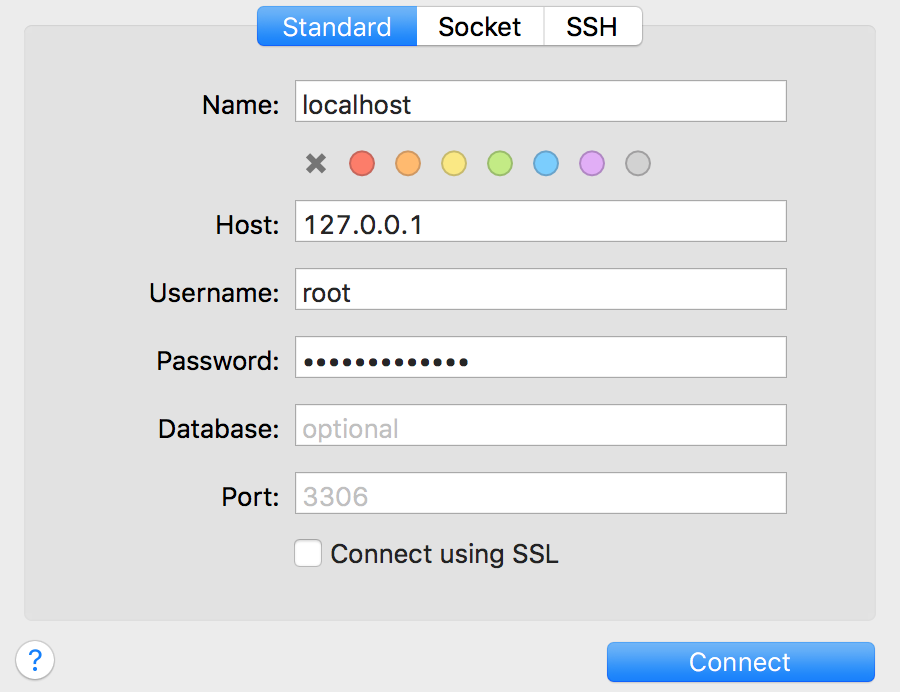 Standard Socket SSH
Name: localhost
Host: 127.0.0.1
Username: root
Password: •••••••••••••
Database: optional
Port: 3306
Connect using SSL
? Connect